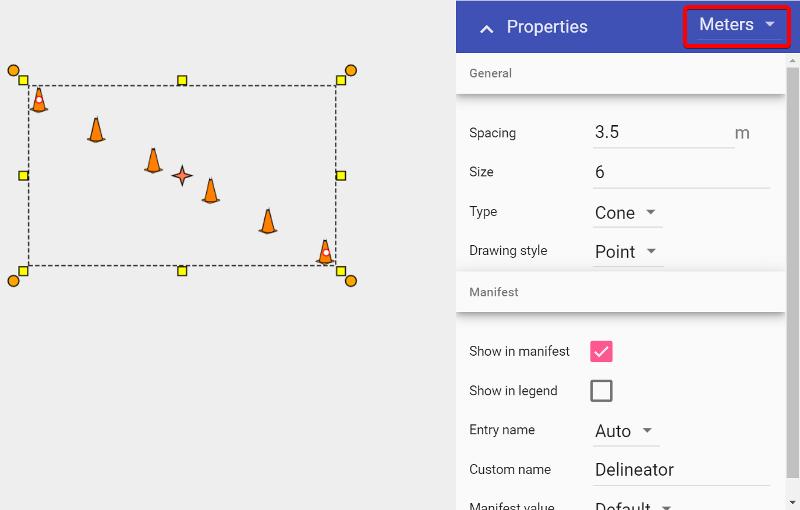 Properties Meters
General
Spacing 3.5 m
Size 6
Type Cone
Drawing style Point
Manifest
Show in manifest
Show in legend
Entry name Auto
Custom name Delineator
Manifest value Default